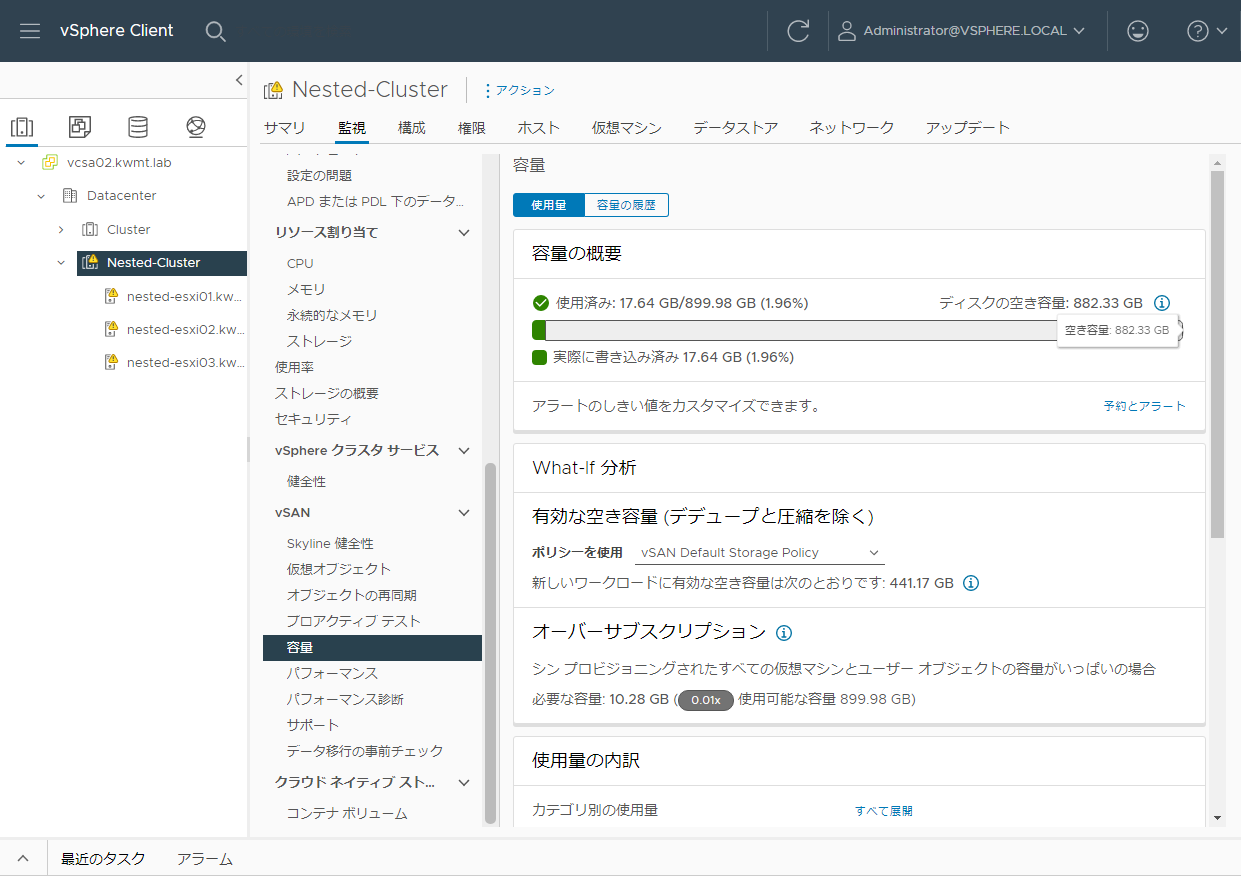 vSphere Client
Administrator@VSPHERE.LOCAL
vcsa02.kwmt.lab
Datacenter
Cluster
Nested-Cluster
nested-esxi01.kw...
nested-esxi02.kw...
nested-esxi03.kw...
Nested-Cluster
アクション
サマリ 監視 構成 権限 ホスト 仮想マシン データストア ネットワーク アップデート
設定の問題
APD または PDL 下のデータ...
リソース割り当て
CPU
メモリ
永続的なメモリ
ストレージ
使用率
ストレージの概要
セキュリティ
vSphere クラスタ サービス
健全性
vSAN
Skyline 健全性
仮想オブジェクト
オブジェクトの再同期
プロアクティブ テスト
容量
パフォーマンス
パフォーマンス診断
サポート
データ移行の事前チェック
クラウド ネイティブ スト...
コンテナ ボリューム
容量
使用量 容量の履歴
容量の概要
使用済み: 17.64 GB/899.98 GB (1.96%) ディスクの空き容量: 882.33 GB
空き容量: 882.33 GB
実際に書き込み済み 17.64 GB (1.96%)
アラートのしきい値をカスタマイズできます。 予約とアラート
What-If 分析
有効な空き容量 (デデュープと圧縮を除く)
ポリシーを使用 vSAN Default Storage Policy
新しいワークロードに有効な空き容量は次のとおりです: 441.17 GB
オーバーサブスクリプション
シン プロビジョニングされたすべての仮想マシンとユーザー オブジェクトの容量がいっぱいの場合
必要な容量: 10.28 GB (0.01x 使用可能な容量 899.98 GB)
使用量の内訳
カテゴリ別の使用量 すべて展開
最近のタスク アラーム